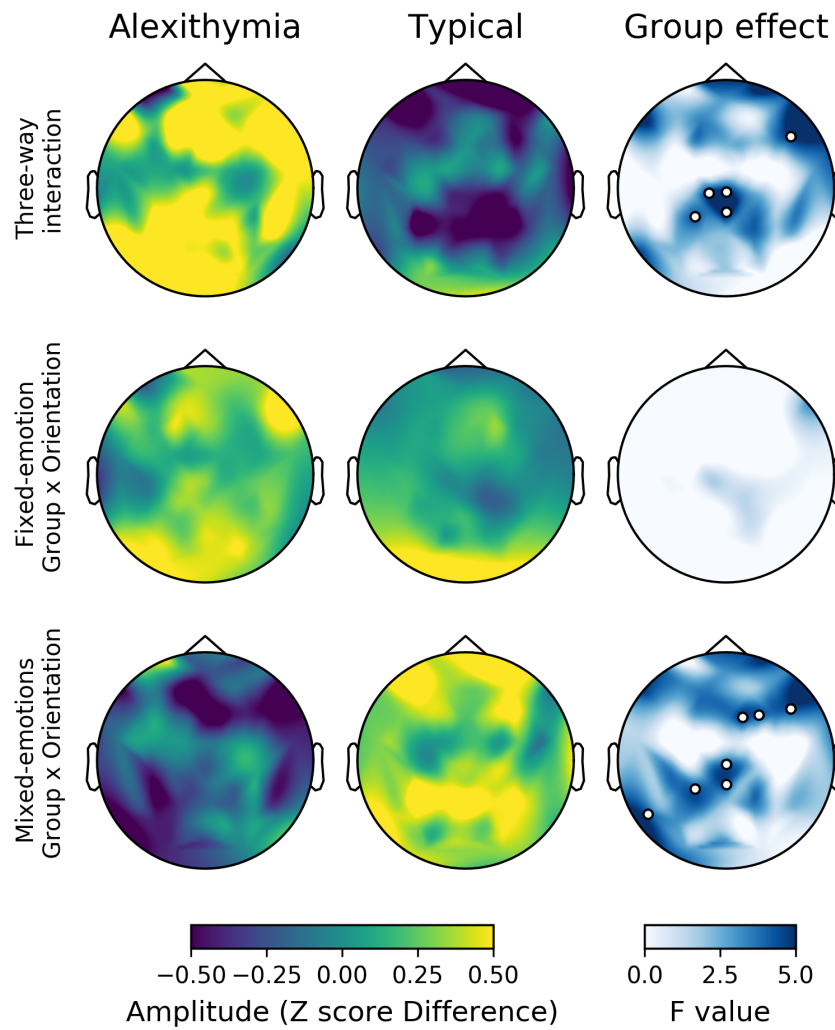 Alexithymia Typical Group effect
Three-way
interaction
Fixed-emotion
Group x Orientation
Mixed-emotions
Group x Orientation
−0.50 −0.25 0.00 0.25 0.50
Amplitude (Z score Difference)
0.0 2.5 5.0
F value